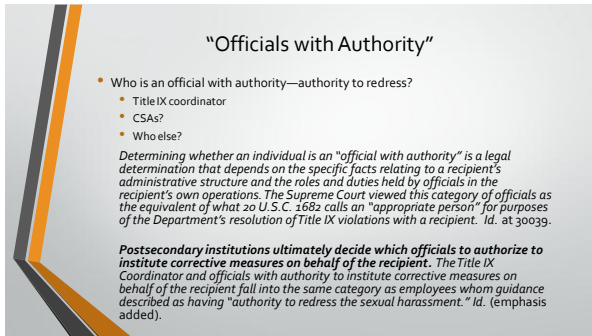 “Officials with Authority”
• Who is an official with authority—authority to redress?
• Title IX coordinator
• CSAs?
• Who else?
Determining whether an individual is an “official with authority” is a legal
determination that depends on the specific facts relating to a recipient’s
administrative structure and the roles and duties held by officials in the
recipient’s own operations. The Supreme Court viewed this category of officials as
the equivalent of what 20 U.S.C. 1682 calls an “appropriate person” for purposes
of the Department’s resolution of Title IX violations with a recipient. Id. at 30039.
Postsecondary institutions ultimately decide which officials to authorize to
institute corrective measures on behalf of the recipient. The Title IX
Coordinator and officials with authority to institute corrective measures on
behalf of the recipient fall into the same category as employees whom guidance
described as having “authority to redress the sexual harassment.” Id. (emphasis
added).